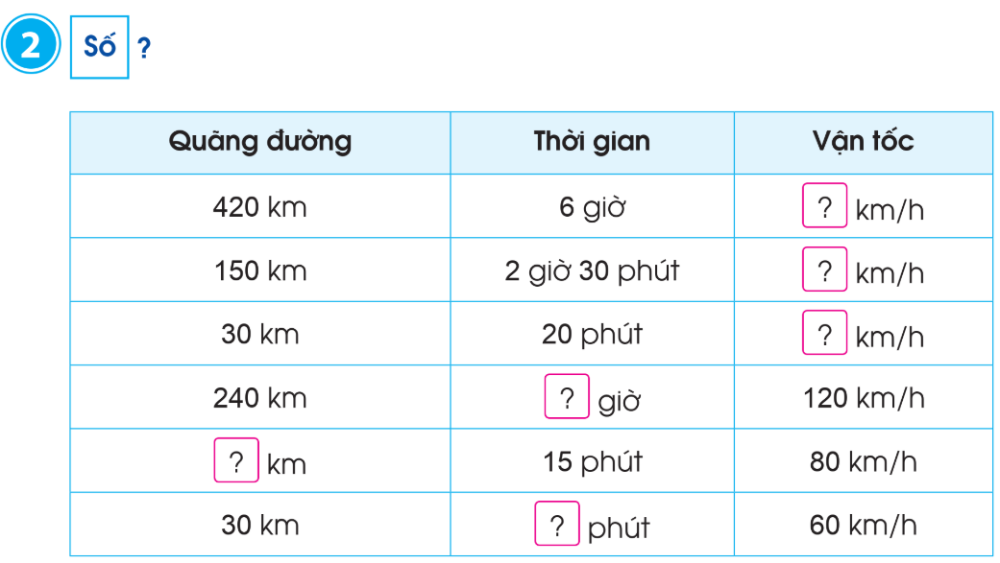 2 Số ?
Quãng đường Thời gian Vận tốc
420 km 6 giờ ? km/h
150 km 2 giờ 30 phút ? km/h
30 km 20 phút ? km/h
240 km ? giờ 120 km/h
? km 15 phút 80 km/h
30 km ? phút 60 km/h